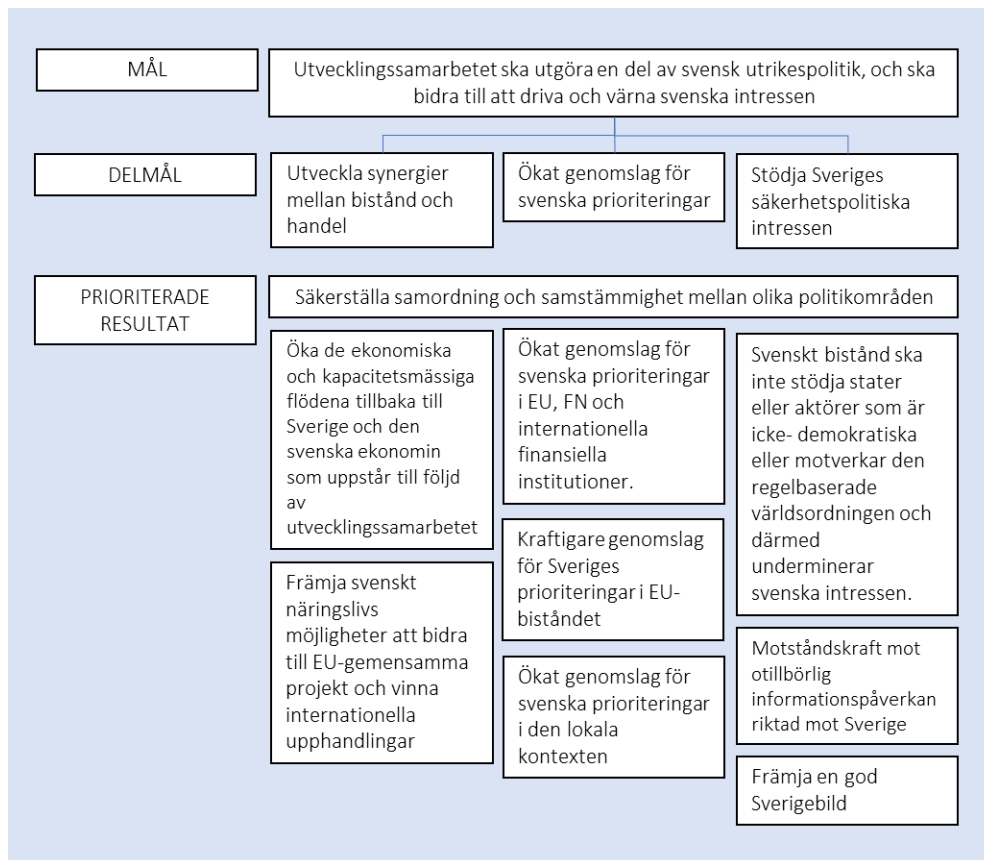 MÅL
Utvecklingssamarbetet ska utgöra en del av svensk utrikespolitik, och ska
bidra till att driva och värna svenska intressen
DELMÅL
Utveckla synergier
mellan bistånd och
handel
Ökat genomslag för
svenska prioriteringar
Stödja Sveriges
säkerhetspolitiska
intressen
PRIORITERADE
RESULTAT
Säkerställa samordning och samstämmighet mellan olika politikområden
Öka de ekonomiska
och kapacitetsmässiga
flödena tillbaka till
Sverige och den
svenska ekonomin
som uppstår till följd
av
utvecklingssamarbetet
Främja svenskt
näringslivs
möjligheter att bidra
till EU-gemensamma
projekt och vinna
internationella
upphandlingar
Ökat genomslag för
svenska prioriteringar
i EU, FN och
internationella
finansiella
institutioner.
Kraftigare genomslag
för Sveriges
prioriteringar i EU-
biståndet
Ökat genomslag för
svenska prioriteringar
i den lokala
kontexten
Svenskt bistånd ska
inte stödja stater
eller aktörer som är
icke- demokratiska
eller motverkar den
regelbaserade
världsordningen och
därmed
underminerar
svenska intressen.
Motståndskraft mot
otillbörlig
informationspåverkan
riktad mot Sverige
Främja en god
Sverigebild